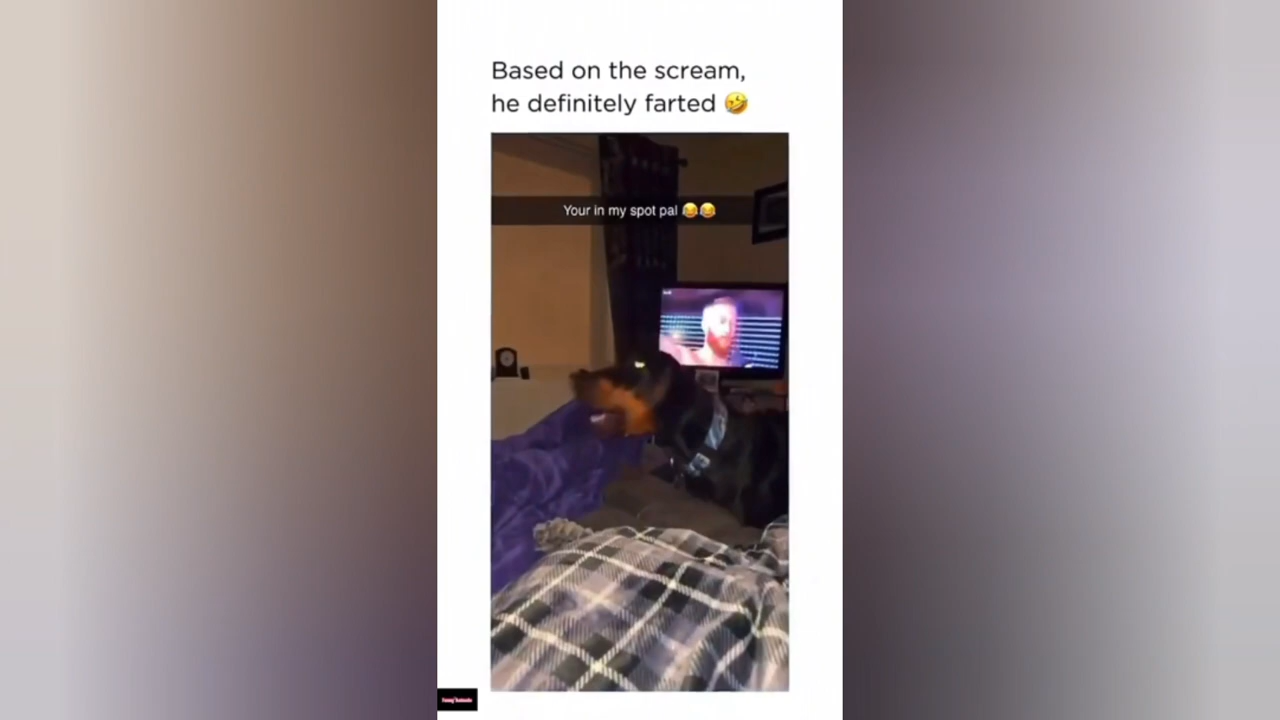 Based on the scream,
he definitely farted 🤣
Your in my spot pal 😂😂